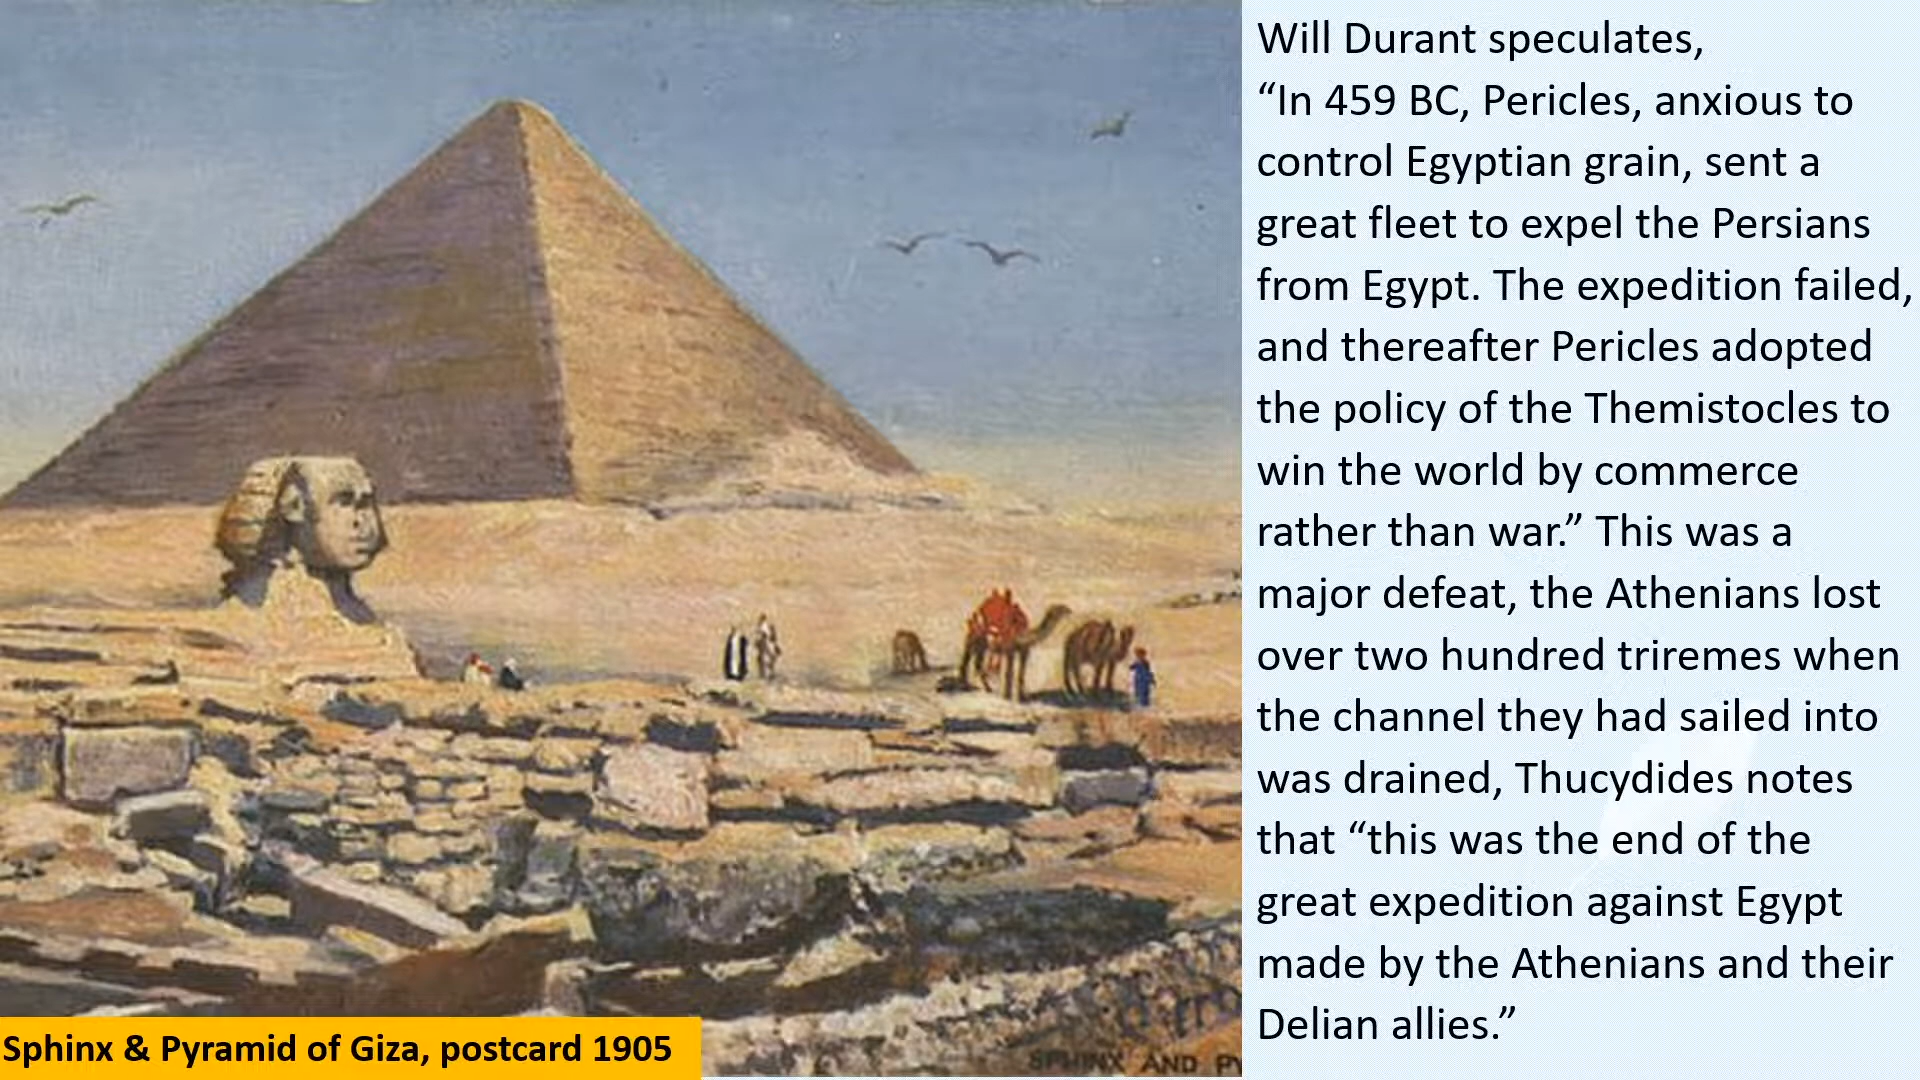 Will Durant speculates,
“In 459 BC, Pericles, anxious to
control Egyptian grain, sent a
great fleet to expel the Persians
from Egypt. The expedition failed,
and thereafter Pericles adopted
the policy of the Themistocles to
win the world by commerce
rather than war.” This was a
major defeat, the Athenians lost
over two hundred triremes when
the channel they had sailed into
was drained, Thucydides notes
that “this was the end of the
great expedition against Egypt
made by the Athenians and their
Delian allies.”
Sphinx & Pyramid of Giza, postcard 1905
SPHINX AND PY